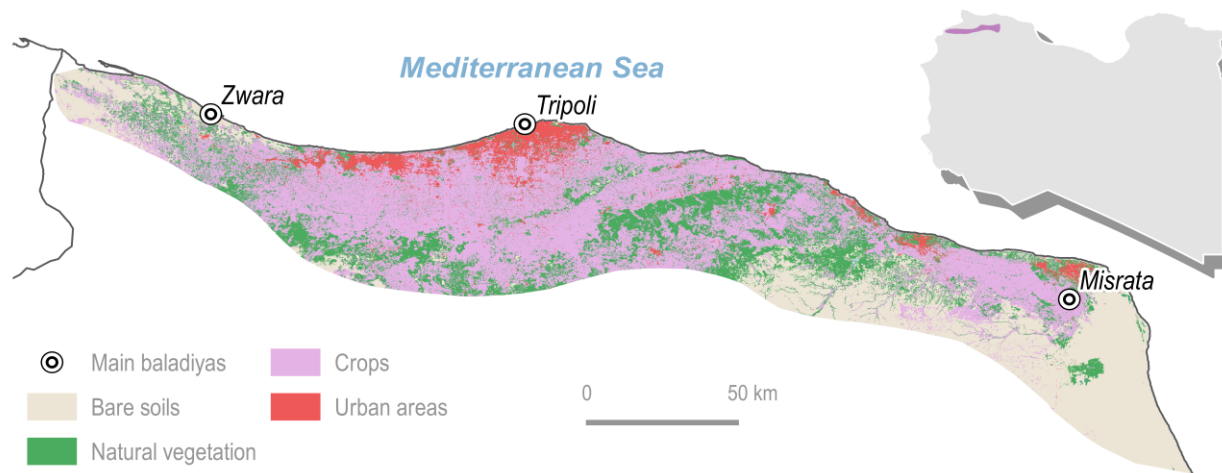 Mediterranean Sea
Zwara
Tripoli
Misrata
Main baladiyas
Crops
Bare soils
Urban areas
Natural vegetation
0 50 km